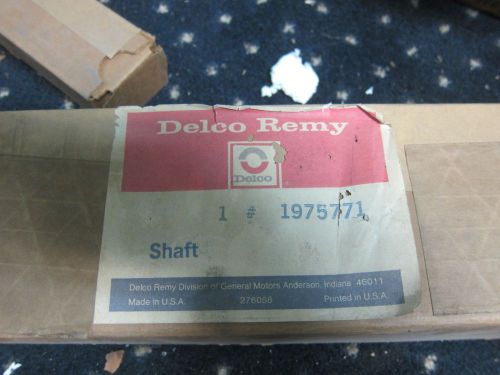 Delco Remy
Delco
1 # 1975771
Shaft
Delco Remy Division of General Motors Anderson, Indiana 46011
Made in U.S.A. 276056 Printed in U.S.A.